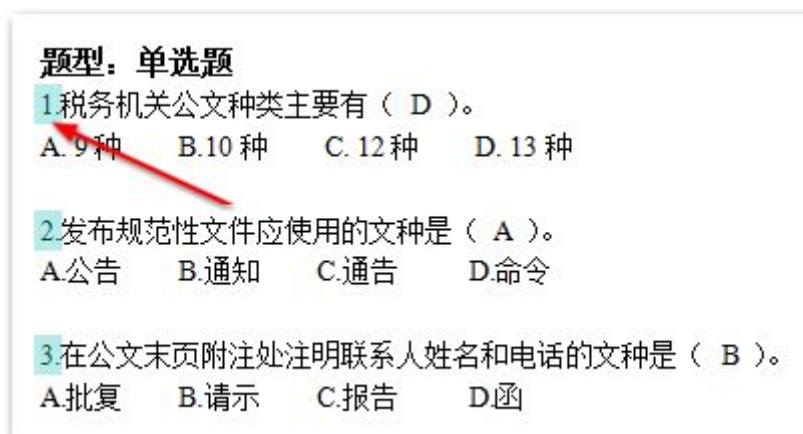 题型：单选题
1.税务机关公文种类主要有（ D ）。
A. 9种 B.10 种 C. 12种 D. 13 种
2.发布规范性文件应使用的文种是（ A ）。
A.公告 B.通知 C.通告 D.命令
3.在公文末页附注处注明联系人姓名和电话的文种是（ B ）。
A.批复 B.请示 C.报告 D.函